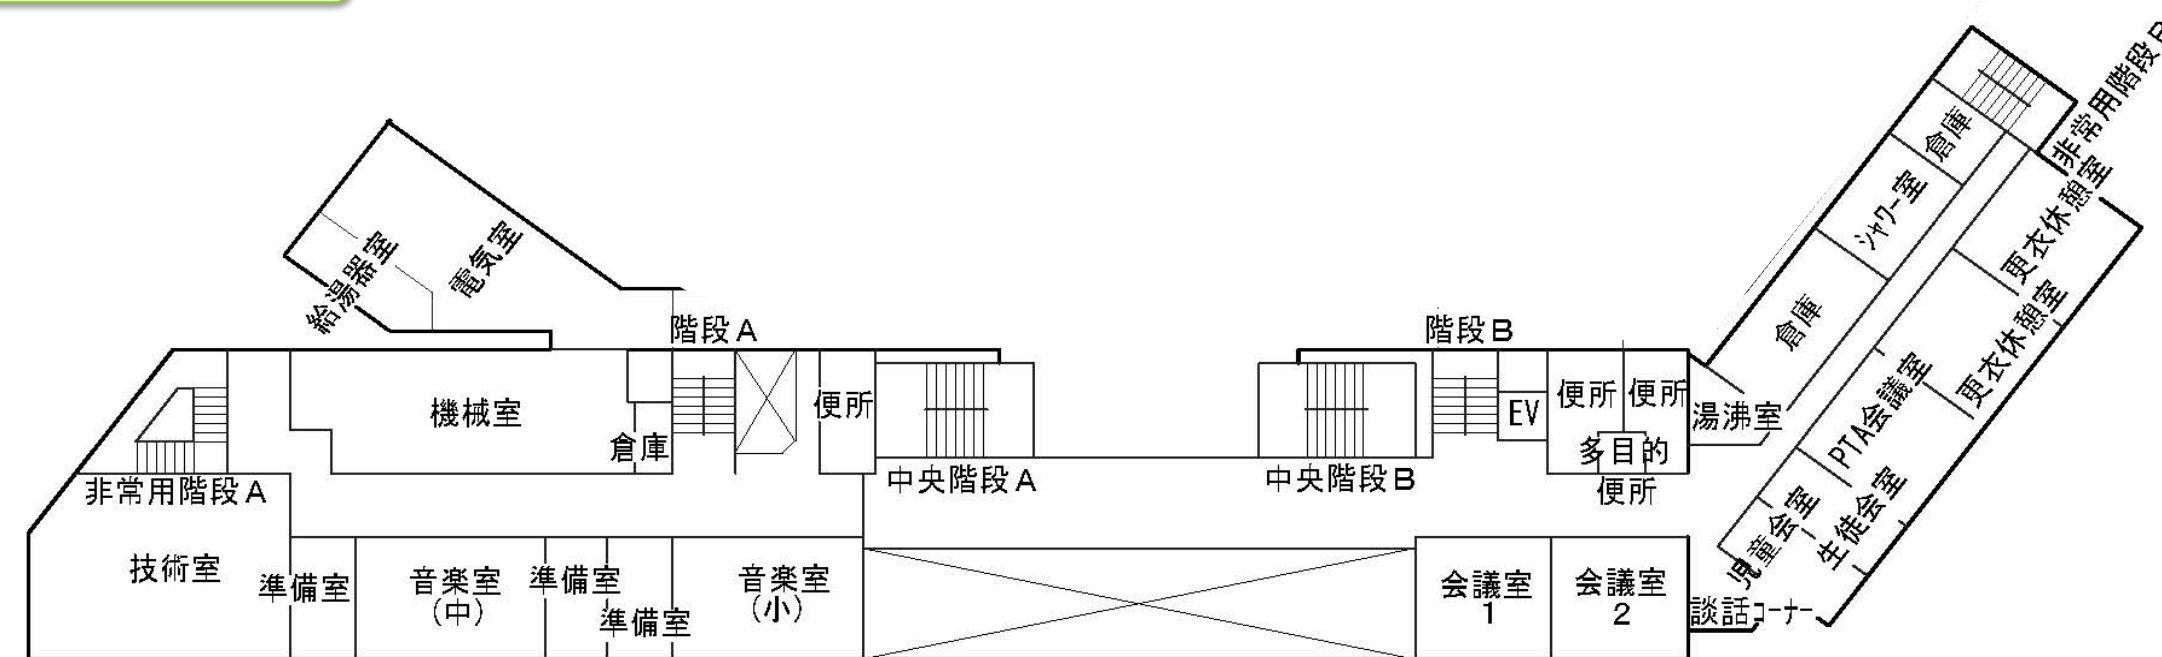 給湯器室
電気室
階段A
機械室
倉庫
便所
非常用階段A
中央階段A
技術室
準備室
音楽室
（中）
準備室
準備室
音楽室
（小）
階段B
便所
便所
EV
多目的
便所
中央階段B
会議室
1
会議室
2
湯沸室
倉庫
シャワー室
倉庫
非常用階段B
更衣休憩室
更衣休憩室
PTA会議室
生徒会室
児童会室
談話コーナー